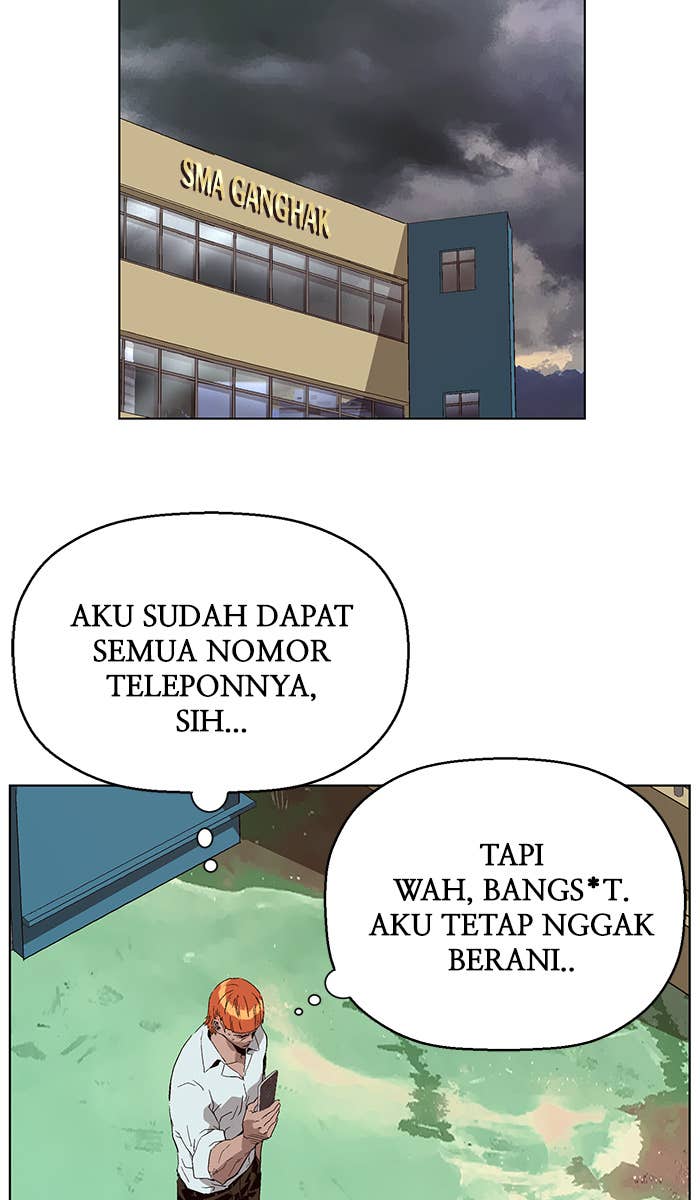 SMA GANGHAK
AKU SUDAH DAPAT
SEMUA NOMOR
TELEPONNYA,
SIH...
TAPI
WAH, BANGS*T.
AKU TETAP NGGAK
BERANI..